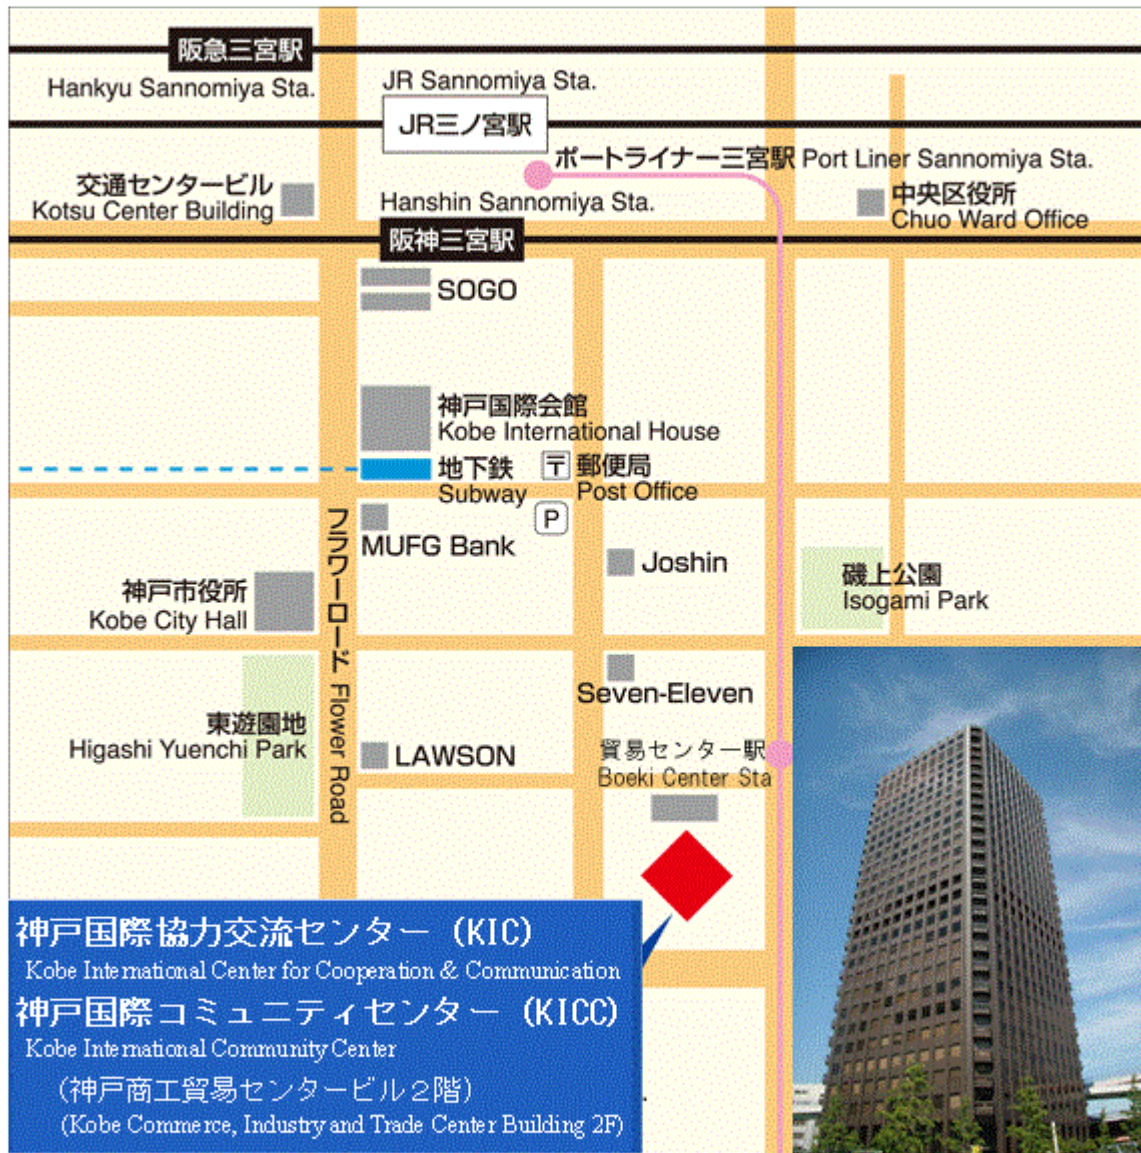 阪急三宮駅
Hankyu Sannomiya Sta.
JR Sannomiya Sta.
JR三ノ宮駅
ポートライナー三宮駅 Port Liner Sannomiya Sta.
交通センタービル
Kotsu Center Building
Hanshin Sannomiya Sta.
阪神三宮駅
中央区役所
Chuo Ward Office
SOGO
神戸国際会館
Kobe International House
地下鉄
Subway
〒 郵便局
Post Office
P
MUFG Bank
Joshin
神戸市役所
Kobe City Hall
フラワーロード Flower Road
磯上公園
Isogami Park
Seven-Eleven
東遊園地
Higashi Yuenchi Park
LAWSON
貿易センター駅
Boeki Center Sta
神戸国際協力交流センター (KIC)
Kobe International Center for Cooperation & Communication
神戸国際コミュニティセンター (KICC)
Kobe International Community Center
(神戸商工貿易センタービル2階)
(Kobe Commerce, Industry and Trade Center Building 2F)